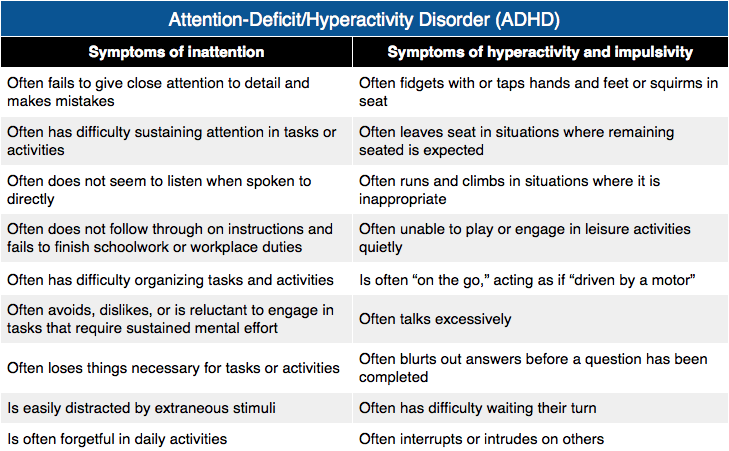 Attention-Deficit/Hyperactivity Disorder (ADHD)
Symptoms of inattention
Symptoms of hyperactivity and impulsivity
Often fails to give close attention to detail and
makes mistakes
Often fidgets with or taps hands and feet or squirms in
seat
Often has difficulty sustaining attention in tasks or
activities
Often leaves seat in situations where remaining
seated is expected
Often does not seem to listen when spoken to
directly
Often runs and climbs in situations where it is
inappropriate
Often does not follow through on instructions and
fails to finish schoolwork or workplace duties
Often unable to play or engage in leisure activities
quietly
Often has difficulty organizing tasks and activities
Is often “on the go,” acting as if “driven by a motor”
Often avoids, dislikes, or is reluctant to engage in
tasks that require sustained mental effort
Often talks excessively
Often loses things necessary for tasks or activities
Often blurts out answers before a question has been
completed
Is easily distracted by extraneous stimuli
Often has difficulty waiting their turn
Is often forgetful in daily activities
Often interrupts or intrudes on others